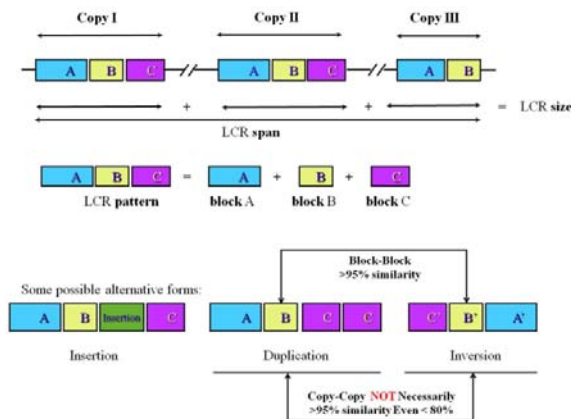 Copy I Copy II Copy III
A B C A B C A B
+ + = LCR size
LCR span
A B C = A + B + C
LCR pattern block A block B block C
Block-Block
>95% similarity
Some possible alternative forms:
A B Insertion C A B C C C' B' A'
Insertion Duplication Inversion
Copy-Copy NOT Necessarily
>95% similarity Even < 80%